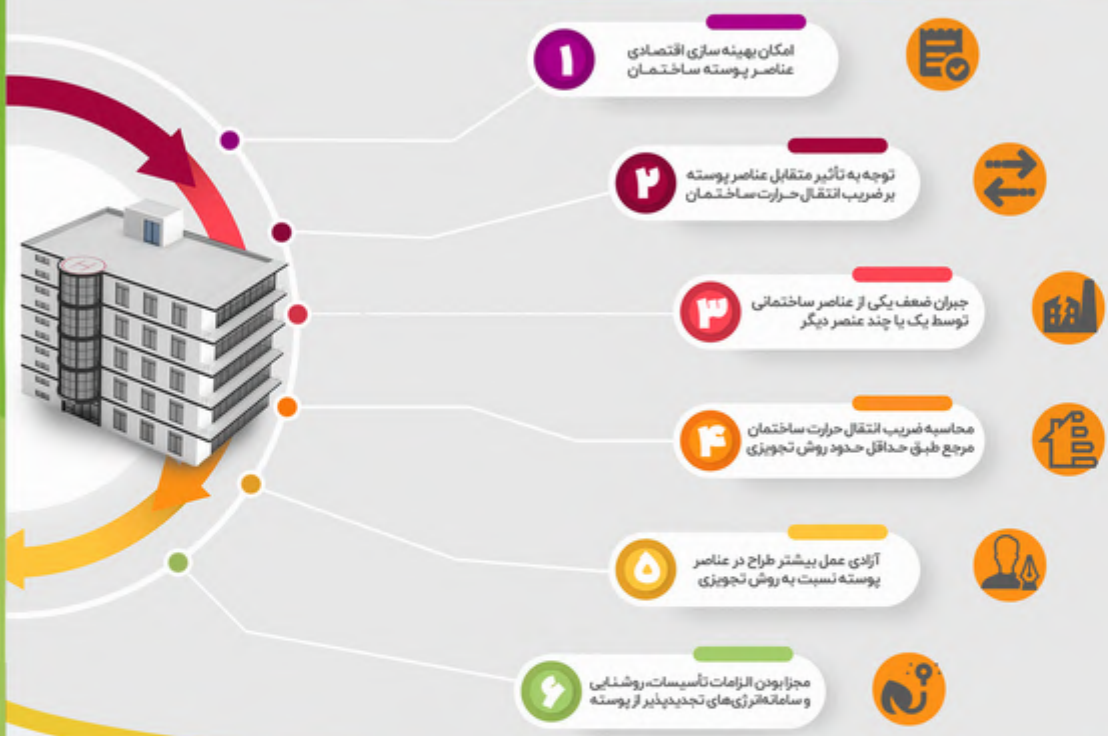 ۱
امکان بهینه سازی اقتصادی
عناصر پوسته ساختمان
۲
توجه به تأثیر متقابل عناصر پوسته
بر ضریب انتقال حرارت ساختمان
۳
جبران ضعف یکی از عناصر ساختمانی
توسط یک یا چند عنصر دیگر
۴
محاسبه ضریب انتقال حرارت ساختمان
مرجع طبق حداقل حدود روش تجویزی
۵
آزادی عمل بیشتر طراح در عناصر
پوسته نسبت به روش تجویزی
۶
مجزا بودن الزامات تأسیسات، روشنایی
و سامانه‌انرژی‌های تجدیدپذیر از پوسته
H